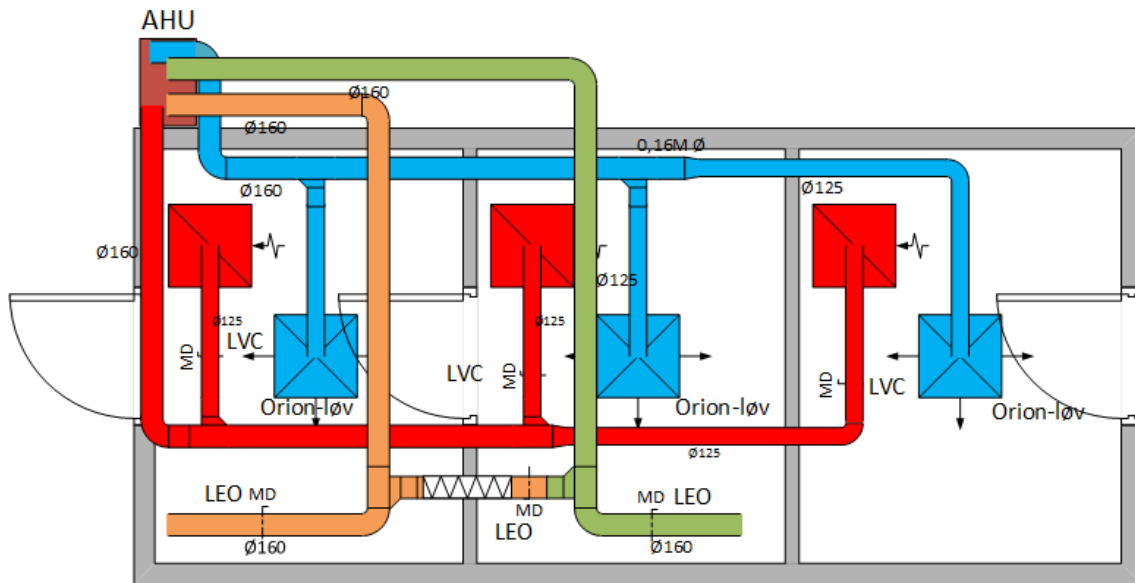 AHU
Ø160
Ø160
0,16M Ø
Ø160
Ø125
Ø160
Ø125
Ø125
Ø125
MD
LVC
MD
LVC
MD
LVC
Orion-løv
Orion-løv
Orion-løv
Ø125
LEO MD
MD
LEO
MD LEO
Ø160
Ø160